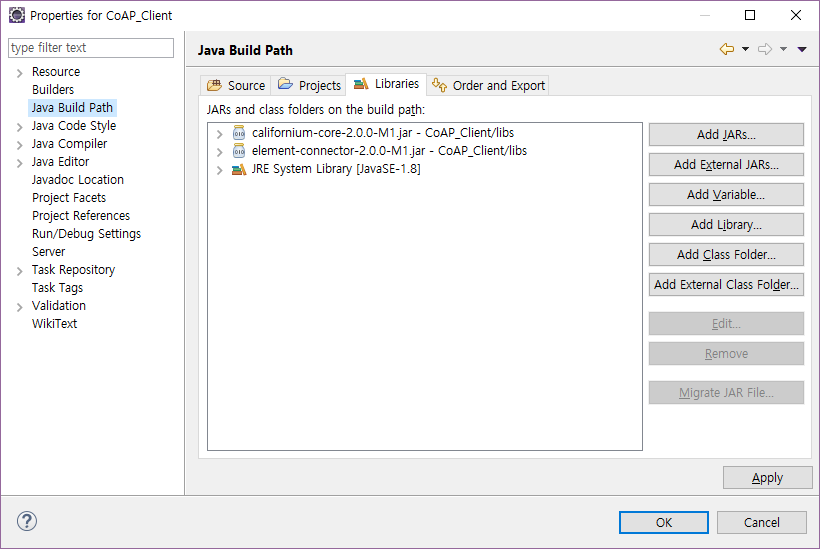 Properties for CoAP_Client
type filter text
Resource
Builders
Java Build Path
Java Code Style
Java Compiler
Java Editor
Javadoc Location
Project Facets
Project References
Run/Debug Settings
Server
Task Repository
Task Tags
Validation
WikiText
Java Build Path
Source
Projects
Libraries
Order and Export
JARs and class folders on the build path:
californium-core-2.0.0-M1.jar - CoAP_Client/libs
element-connector-2.0.0-M1.jar - CoAP_Client/libs
JRE System Library [JavaSE-1.8]
Add JARs...
Add External JARs...
Add Variable...
Add Library...
Add Class Folder...
Add External Class Folder...
Edit...
Remove
Migrate JAR File...
Apply
OK
Cancel